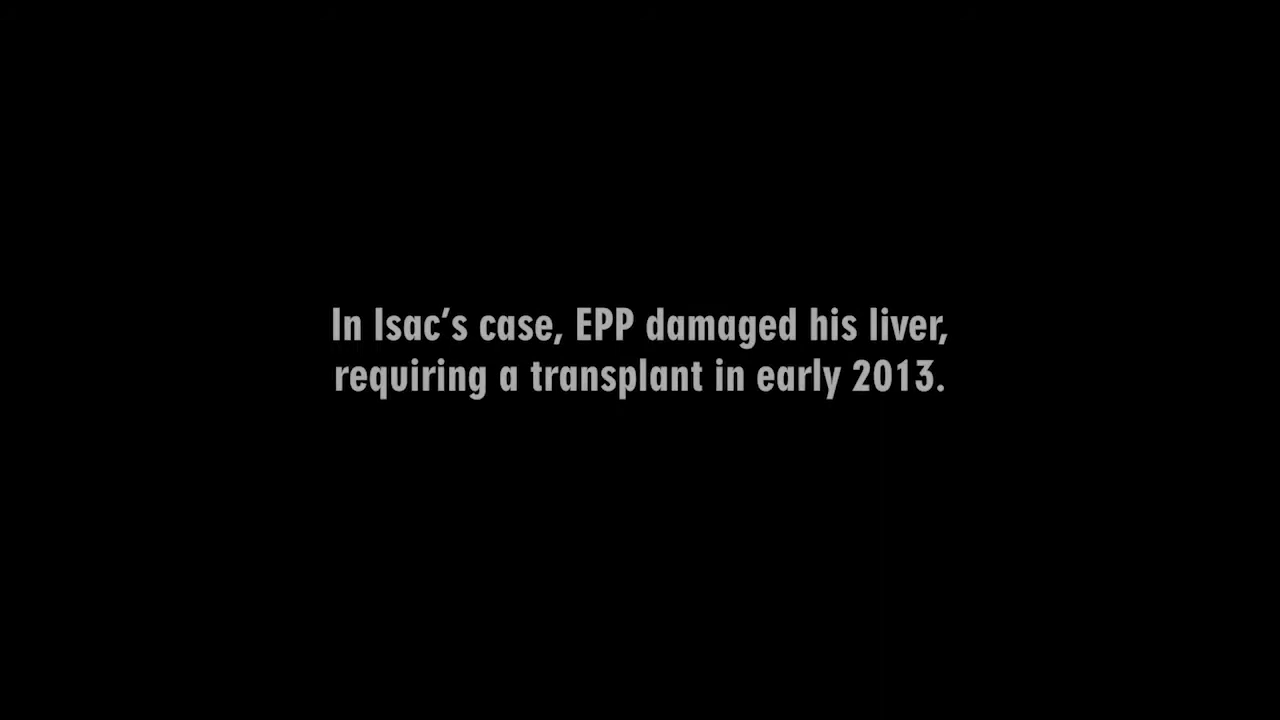 In Isac’s case, EPP damaged his liver,
requiring a transplant in early 2013.